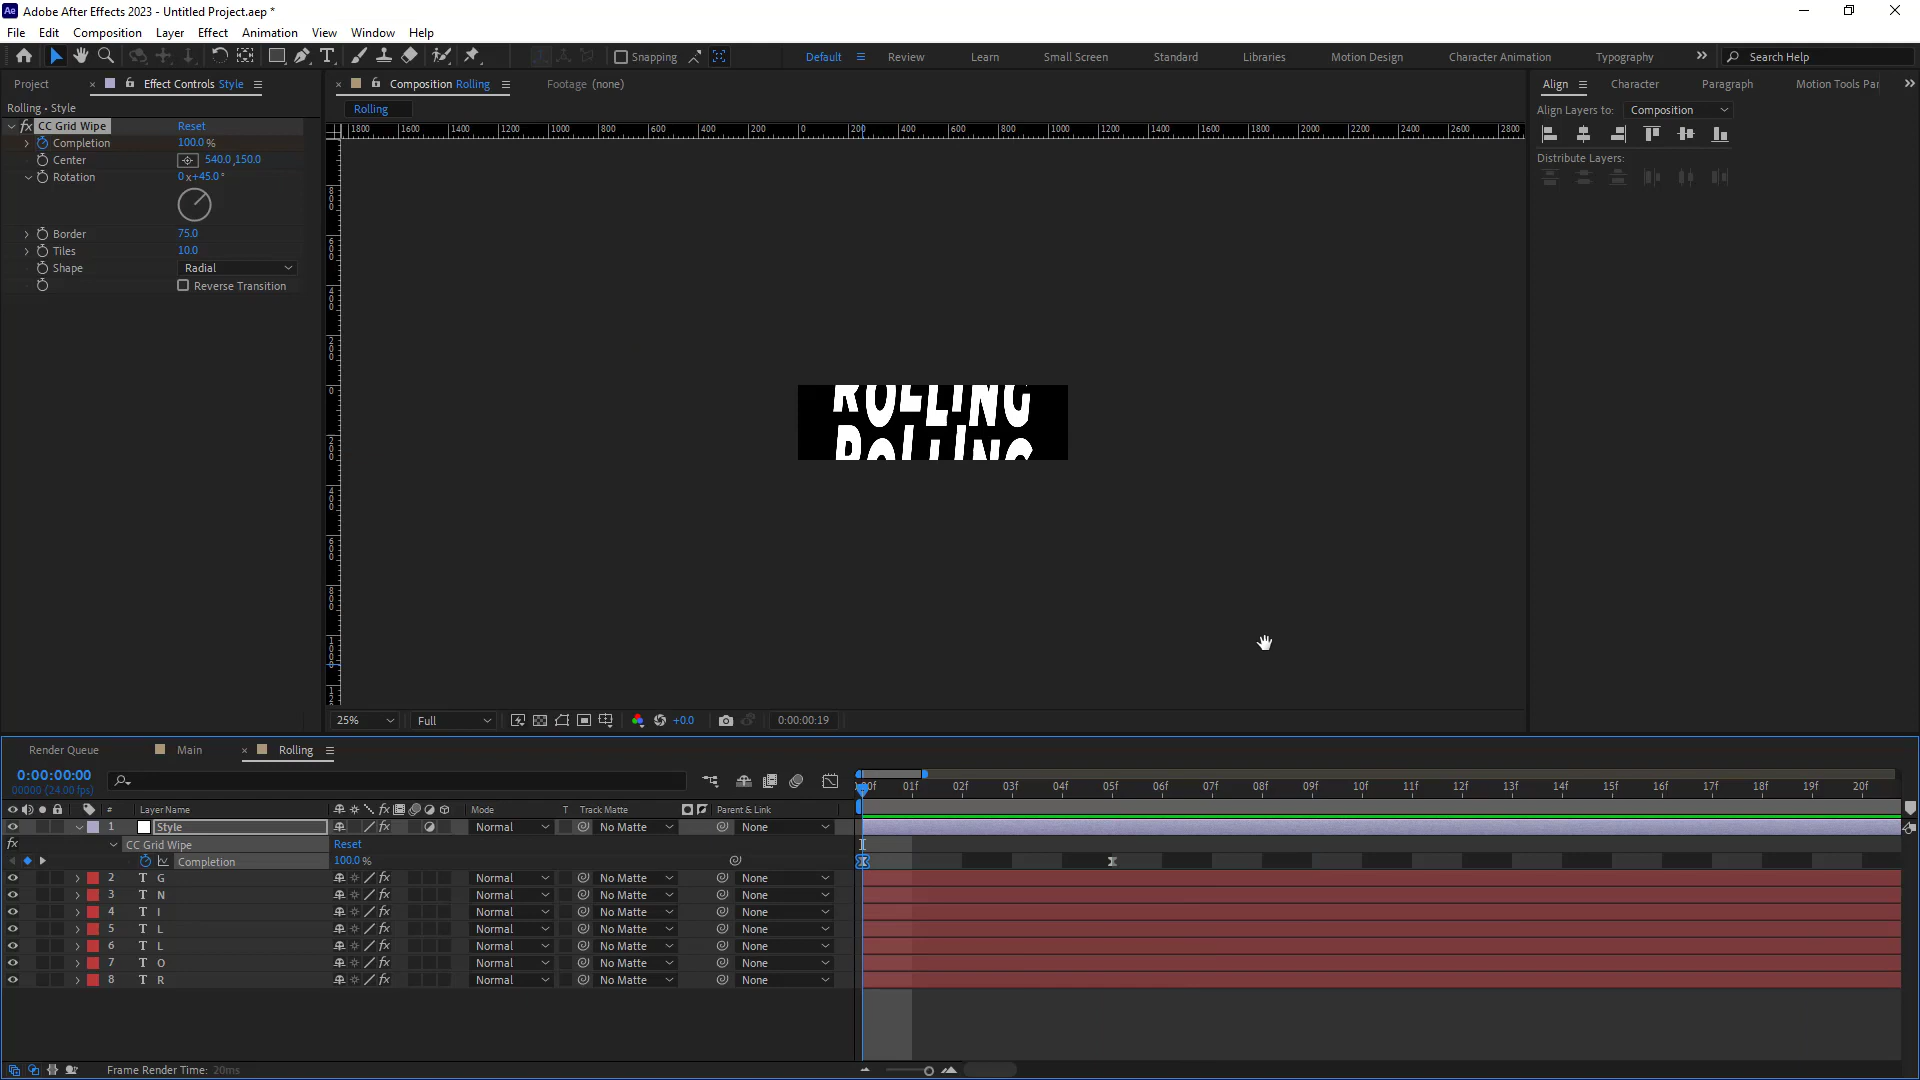 Adobe After Effects 2023 - Untitled Project.aep *
File Edit Composition Layer Effect Animation View Window Help
Snapping Default Review Learn Small Screen Standard Libraries Motion Design Character Animation Typography Search Help
Project Effect Controls Style Composition Rolling Footage (none) Align Character Paragraph Motion Tools Par
Rolling • Style
Rolling
Align Layers to: Composition
CC Grid Wipe Reset
1800 1600 1400 1200 1000 800 600 400 200 0 200 400 600 800 1000 1200 1400 1600 1800 2000 2200 2400 2600 2800
Completion 100.0 %
Center 540.0,150.0
Distribute Layers:
Rotation 0x+45.0°
Border 75.0
Tiles 10.0
Shape Radial
Reverse Transition
ROLLING
ROLLING
25% Full +0.0 0:00:00:19
Render Queue Main Rolling
0:00:00:00
00000 (24.00 fps)
:00f 01f 02f 03f 04f 05f 06f 07f 08f 09f 10f 11f 12f 13f 14f 15f 16f 17f 18f 19f 20f
# Layer Name Mode T Track Matte Parent & Link
1 Style Normal No Matte None
CC Grid Wipe Reset
Completion 100.0 %
2 T G Normal No Matte None
3 T N Normal No Matte None
4 T I Normal No Matte None
5 T L Normal No Matte None
6 T L Normal No Matte None
7 T O Normal No Matte None
8 T R Normal No Matte None
Frame Render Time: 20ms